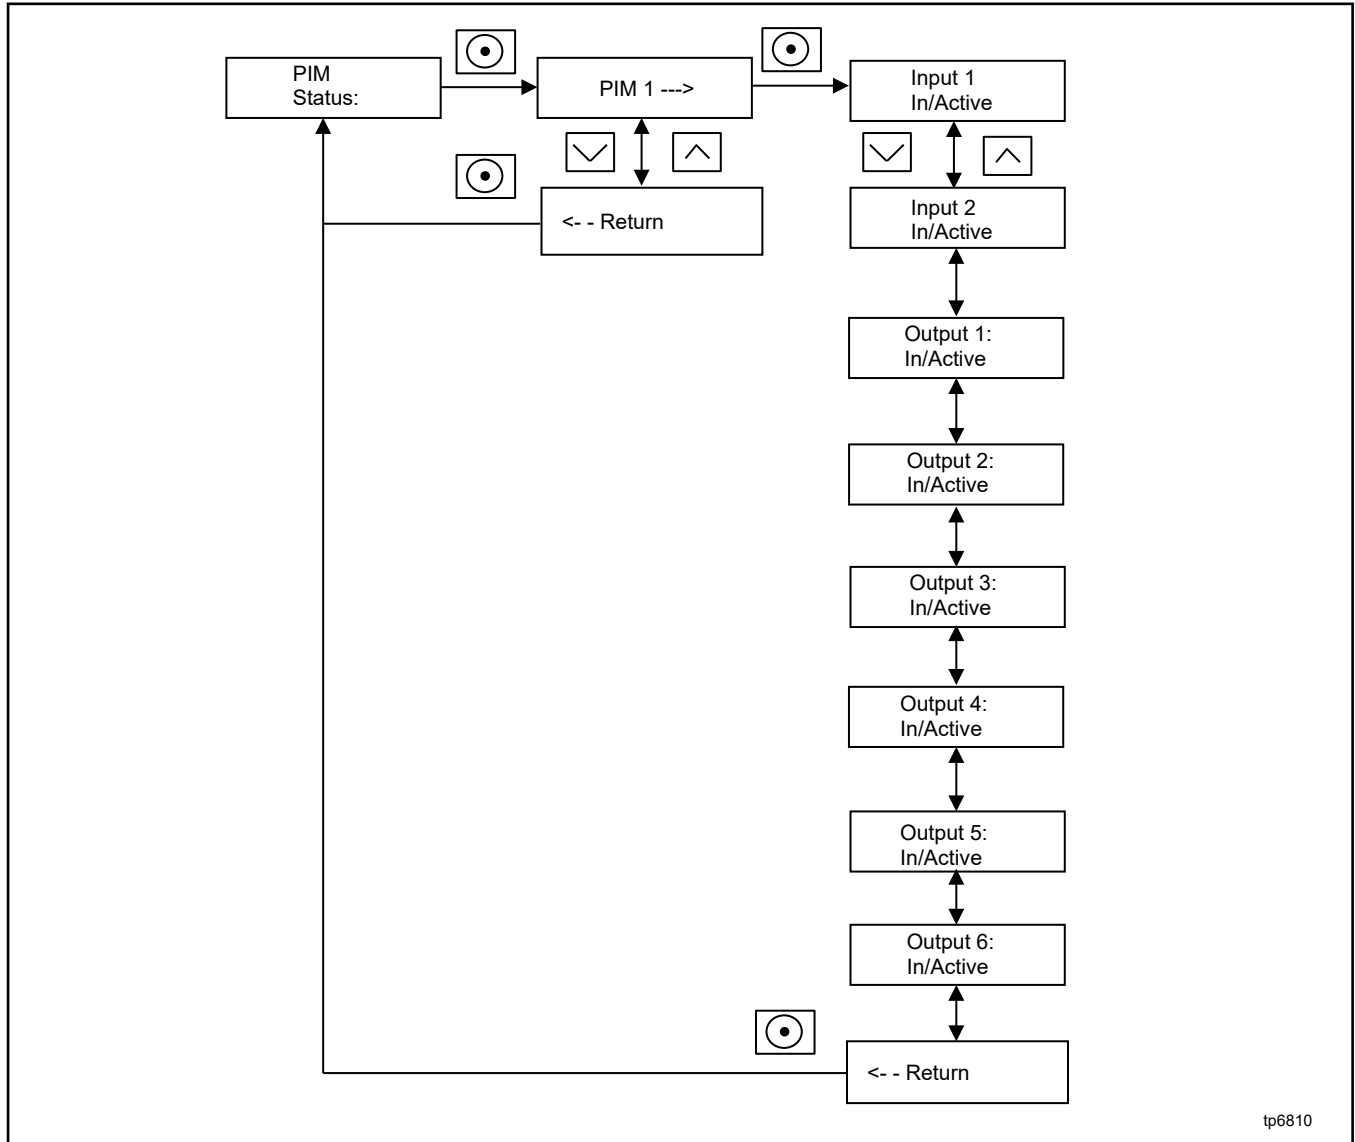 PIM
Status:
PIM 1 --->
Input 1
In/Active
<- - Return
Input 2
In/Active
Output 1:
In/Active
Output 2:
In/Active
Output 3:
In/Active
Output 4:
In/Active
Output 5:
In/Active
Output 6:
In/Active
<- - Return
tp6810